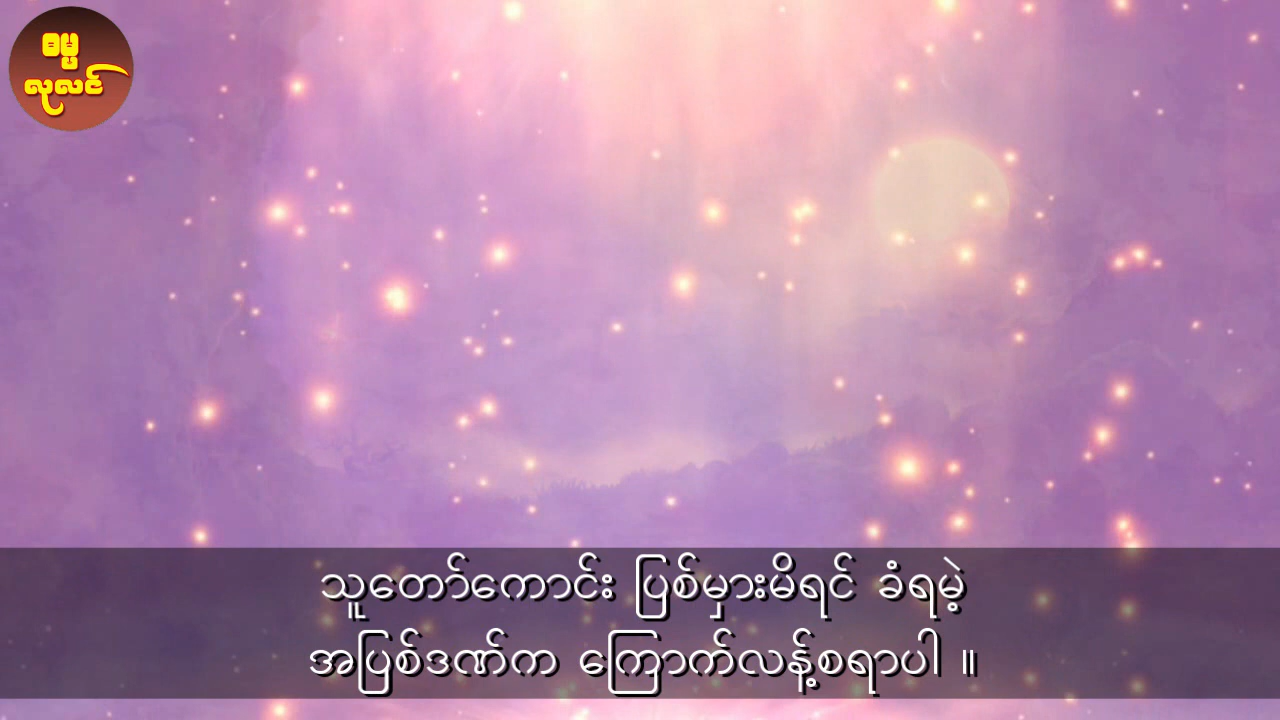 ဓမ္မ
လုလင်
သူတော်ကောင်း ပြစ်မှားမိရင် ခံရမဲ့
အပြစ်ဒဏ်က ကြောက်လန့်စရာပါ ။